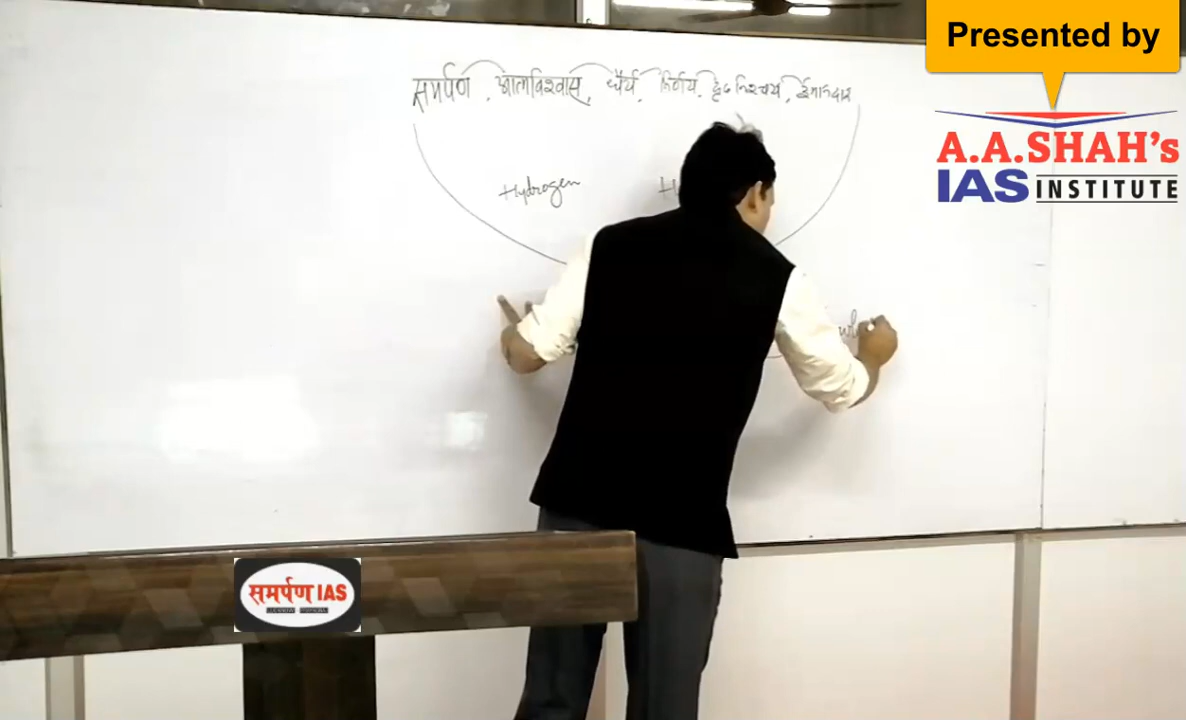 Presented by
A.A.SHAH's
IAS INSTITUTE
समर्पण, आत्मविश्वास, धैर्य, निर्णय, दृढ निश्चय, ईमानदार
Hydrogen
समर्पण IAS